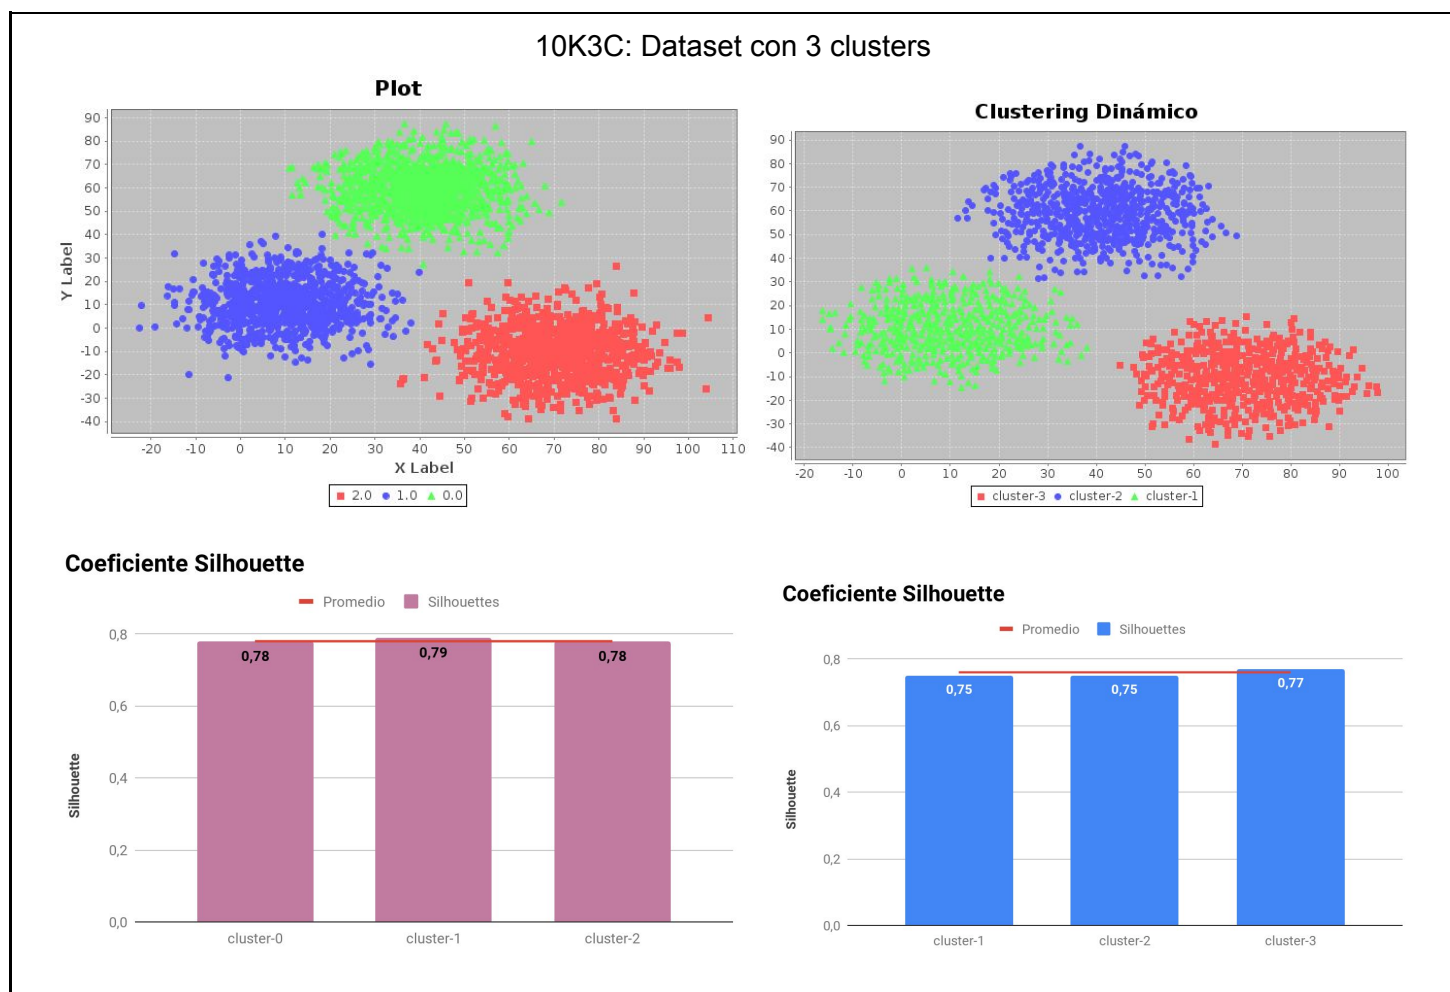 10K3C: Dataset con 3 clusters
Plot
90
80
70
60
50
40
30
20
10
0
-10
-20
-30
-40
Y Label
-20 -10 0 10 20 30 40 50 60 70 80 90 100 110
X Label
2.0 1.0 0.0
Clustering Dinámico
90
80
70
60
50
40
30
20
10
0
-10
-20
-30
-40
-20 -10 0 10 20 30 40 50 60 70 80 90 100
cluster-3 cluster-2 cluster-1
Coeficiente Silhouette
Promedio Silhouettes
0,8
0,6
0,4
0,2
0,0
Silhouette
0,78 0,79 0,78
cluster-0 cluster-1 cluster-2
Coeficiente Silhouette
Promedio Silhouettes
0,8
0,6
0,4
0,2
0,0
Silhouette
0,75 0,75 0,77
cluster-1 cluster-2 cluster-3